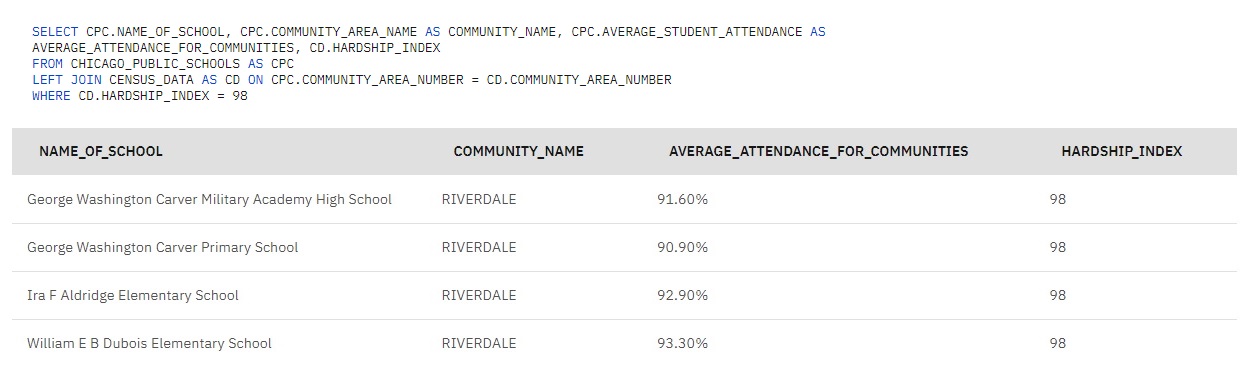 SELECT CPC.NAME_OF_SCHOOL, CPC.COMMUNITY_AREA_NAME AS COMMUNITY_NAME, CPC.AVERAGE_STUDENT_ATTENDANCE AS
AVERAGE_ATTENDANCE_FOR_COMMUNITIES, CD.HARDSHIP_INDEX
FROM CHICAGO_PUBLIC_SCHOOLS AS CPC
LEFT JOIN CENSUS_DATA AS CD ON CPC.COMMUNITY_AREA_NUMBER = CD.COMMUNITY_AREA_NUMBER
WHERE CD.HARDSHIP_INDEX = 98
NAME_OF_SCHOOL COMMUNITY_NAME AVERAGE_ATTENDANCE_FOR_COMMUNITIES HARDSHIP_INDEX
George Washington Carver Military Academy High School RIVERDALE 91.60% 98
George Washington Carver Primary School RIVERDALE 90.90% 98
Ira F Aldridge Elementary School RIVERDALE 92.90% 98
William E B Dubois Elementary School RIVERDALE 93.30% 98